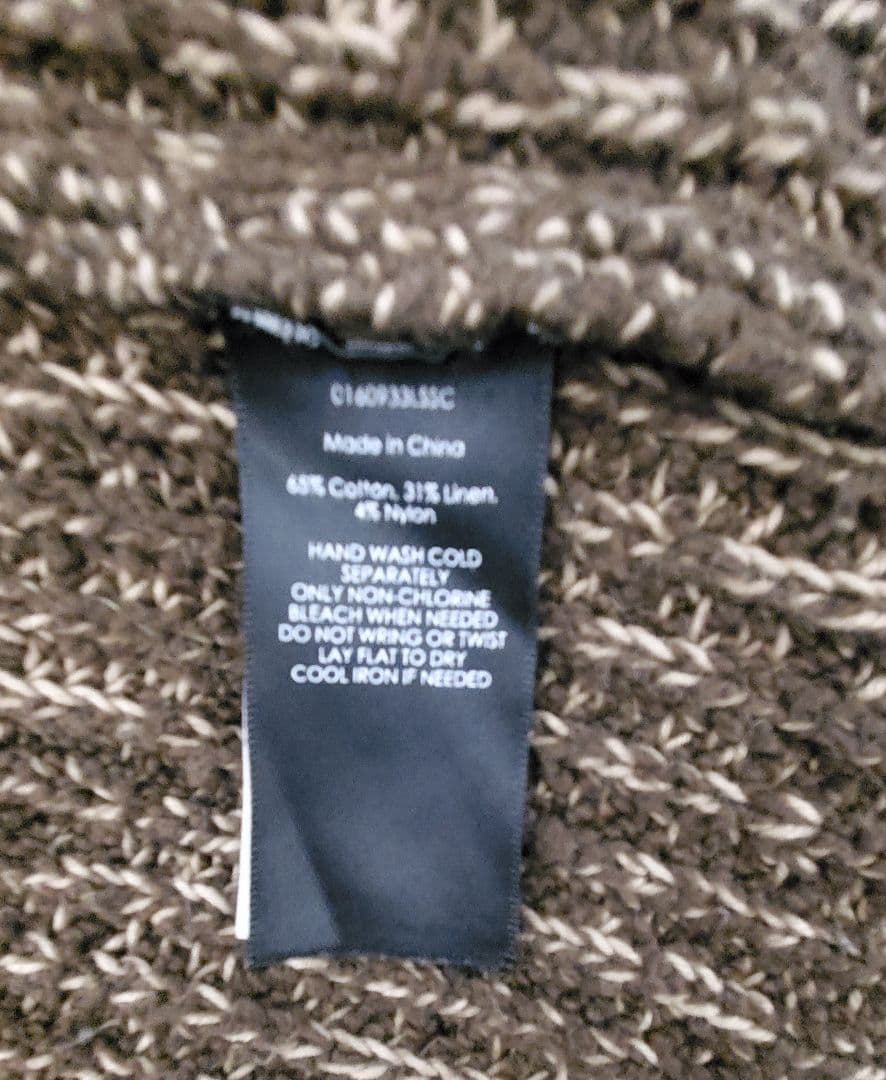 0160933LSSC
Made in China
65% Cotton, 31% Linen,
4% Nylon
HAND WASH COLD
SEPARATELY
ONLY NON-CHLORINE
BLEACH WHEN NEEDED
DO NOT WRING OR TWIST
LAY FLAT TO DRY
COOL IRON IF NEEDED